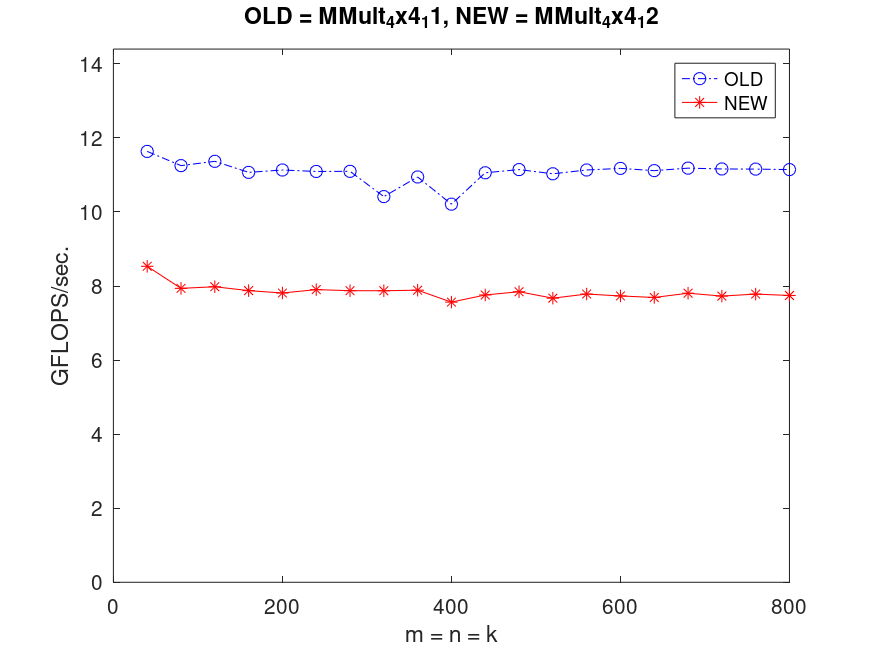 OLD = MMult₄x4₁1, NEW = MMult₄x4₁2
OLD
NEW
14
12
10
8
6
4
2
0
GFLOPS/sec.
0 200 400 600 800
m = n = k